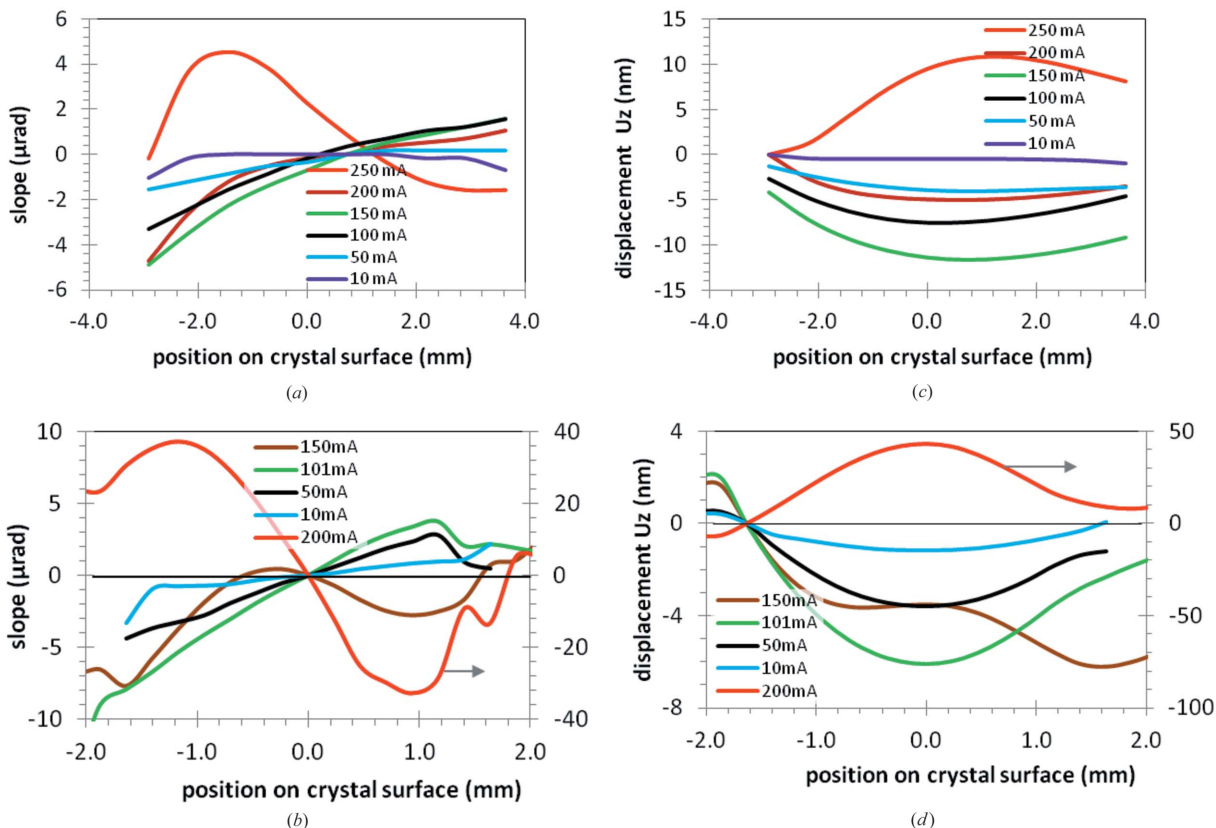 6
4
2
0
-2
-4
-6
slope (µrad)
250 mA
200 mA
150 mA
100 mA
50 mA
10 mA
-4.0 -2.0 0.0 2.0 4.0
position on crystal surface (mm)
(a)
15
10
5
0
-5
-10
-15
displacement Uz (nm)
250 mA
200 mA
150 mA
100 mA
50 mA
10 mA
-4.0 -2.0 0.0 2.0 4.0
position on crystal surface (mm)
(c)
10
5
0
-5
-10
slope (µrad)
150mA
101mA
50mA
10mA
200mA
40
20
0
-20
-40
-2.0 -1.0 0.0 1.0 2.0
position on crystal surface (mm)
(b)
4
0
-4
-8
displacement Uz (nm)
150mA
101mA
50mA
10mA
200mA
50
0
-50
-100
-2.0 -1.0 0.0 1.0 2.0
position on crystal surface (mm)
(d)